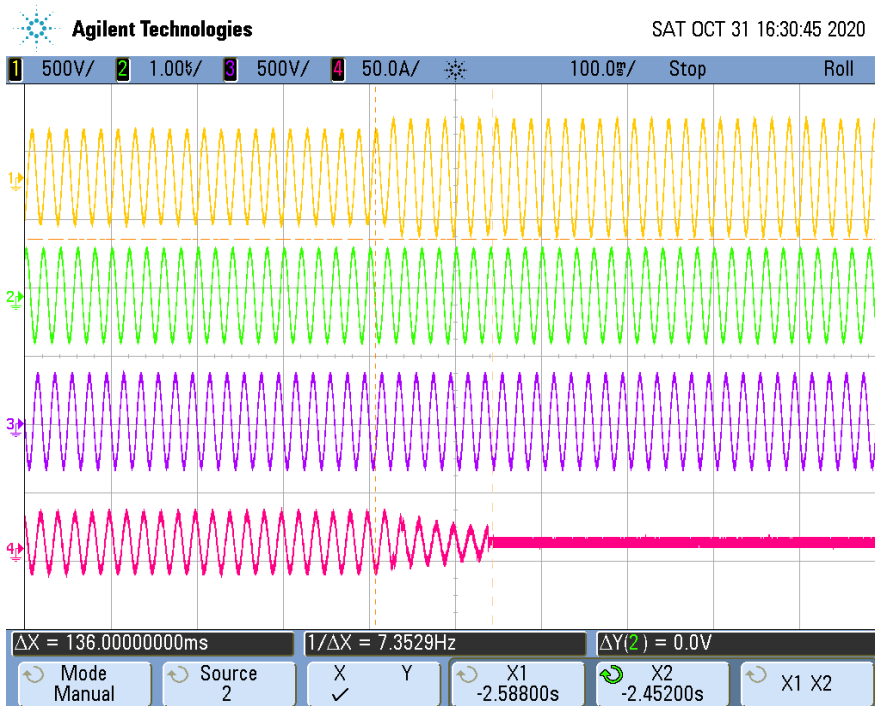 Agilent Technologies
SAT OCT 31 16:30:45 2020
1 500V/ 2 1.00V/ 3 500V/ 4 50.0A/ 100.0ms/ Stop Roll
1
2
3
4
ΔX = 136.00000000ms 1/ΔX = 7.3529Hz ΔY(2) = 0.0V
Mode Source X Y X1 X2 X1 X2
Manual 2 ✓ -2.58800s -2.45200s